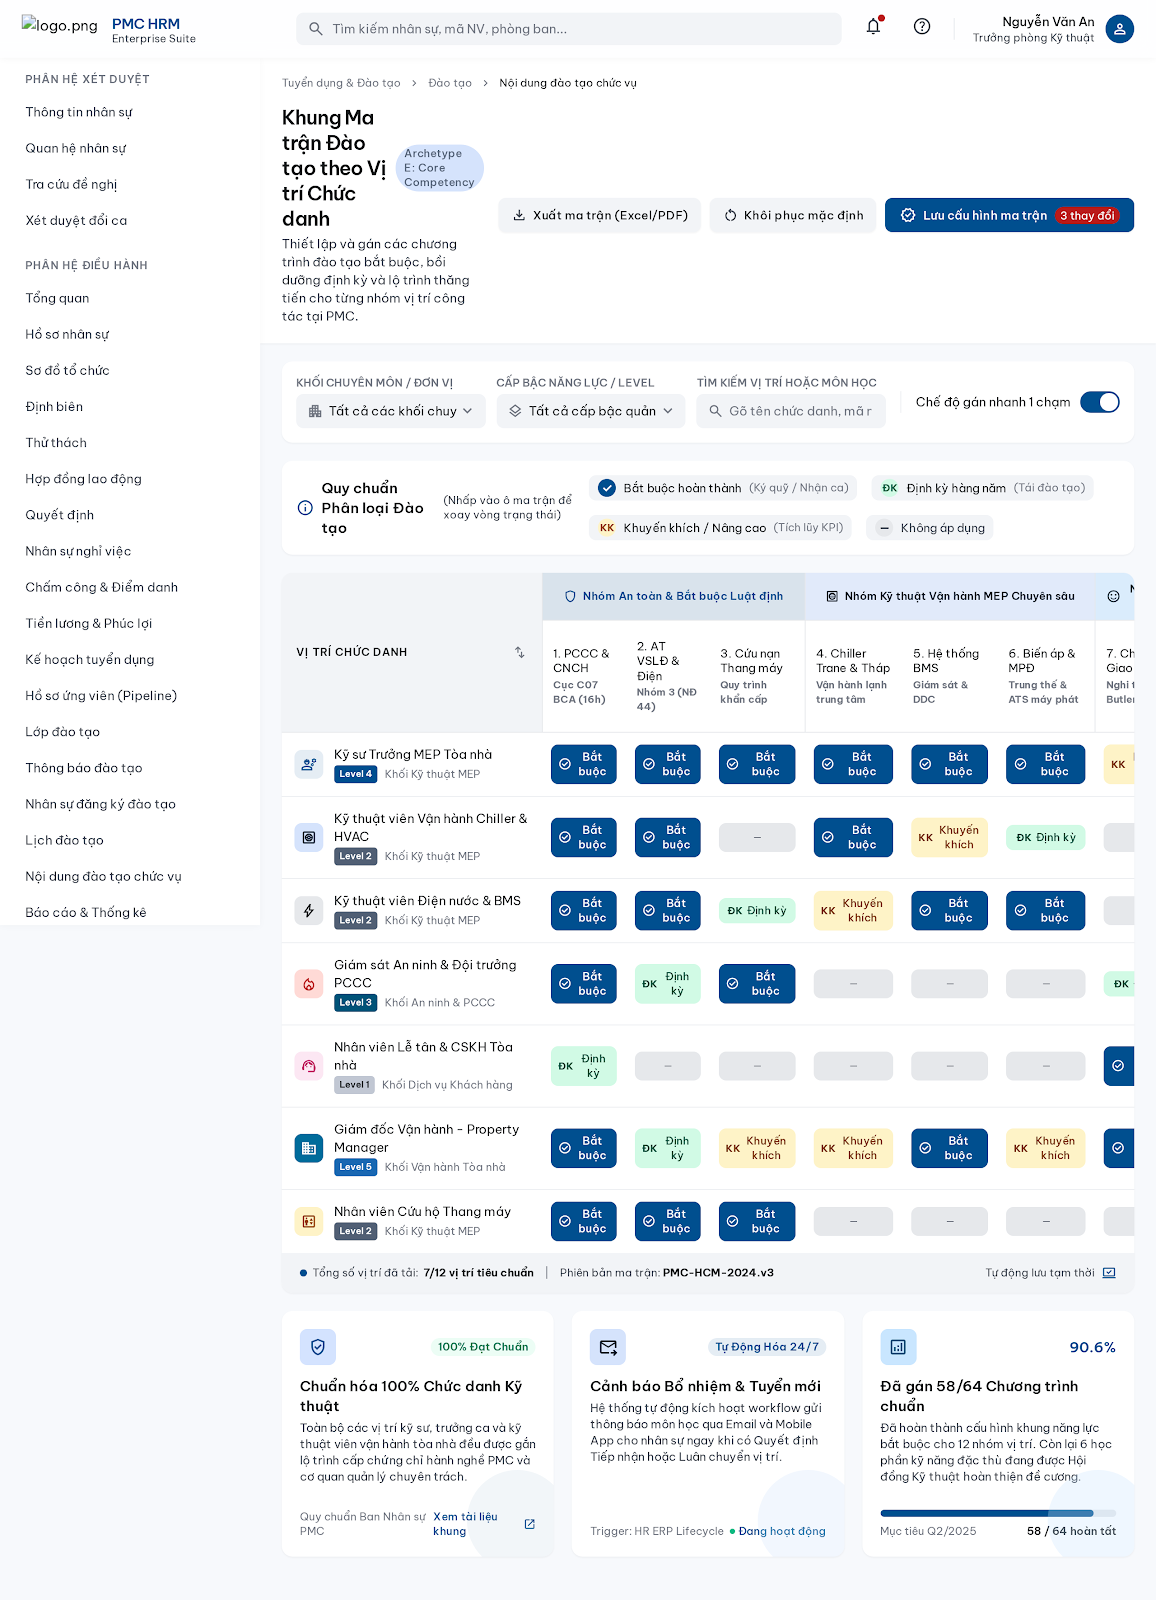 logo.png
PMC HRM
Enterprise Suite
Tìm kiếm nhân sự, mã NV, phòng ban...
Nguyễn Văn An
Trưởng phòng Kỹ thuật
PHÂN HỆ XÉT DUYỆT
Thông tin nhân sự
Quan hệ nhân sự
Tra cứu đề nghị
Xét duyệt đổi ca
PHÂN HỆ ĐIỀU HÀNH
Tổng quan
Hồ sơ nhân sự
Sơ đồ tổ chức
Định biên
Thử thách
Hợp đồng lao động
Quyết định
Nhân sự nghỉ việc
Chấm công & Điểm danh
Tiền lương & Phúc lợi
Kế hoạch tuyển dụng
Hồ sơ ứng viên (Pipeline)
Lớp đào tạo
Thông báo đào tạo
Nhân sự đăng ký đào tạo
Lịch đào tạo
Nội dung đào tạo chức vụ
Báo cáo & Thống kê
Tuyển dụng & Đào tạo > Đào tạo > Nội dung đào tạo chức vụ
Khung Ma
trận Đào
tạo theo Vị
trí Chức
danh
Archetype
E: Core
Competency
Thiết lập và gán các chương
trình đào tạo bắt buộc, bồi
dưỡng định kỳ và lộ trình thăng
tiến cho từng nhóm vị trí công
tác tại PMC.
Xuất ma trận (Excel/PDF)
Khôi phục mặc định
Lưu cấu hình ma trận 3 thay đổi
KHỐI CHUYÊN MÔN / ĐƠN VỊ
Tất cả các khối chuy
CẤP BẬC NĂNG LỰC / LEVEL
Tất cả cấp bậc quản
TÌM KIẾM VỊ TRÍ HOẶC MÔN HỌC
Gõ tên chức danh, mã r
Chế độ gán nhanh 1 chạm
Quy chuẩn
Phân loại Đào
tạo
(Nhấp vào ô ma trận để
xoay vòng trạng thái)
Bắt buộc hoàn thành (Ký quỹ / Nhận ca)
ĐK Định kỳ hàng năm (Tái đào tạo)
KK Khuyến khích / Nâng cao (Tích lũy KPI)
— Không áp dụng
VỊ TRÍ CHỨC DANH
Nhóm An toàn & Bắt buộc Luật định
Nhóm Kỹ thuật Vận hành MEP Chuyên sâu
1. PCCC &
CNCH
Cục C07
BCA (16h)
2. AT
VSLĐ &
Điện
Nhóm 3 (NĐ
44)
3. Cứu nạn
Thang máy
Quy trình
khẩn cấp
4. Chiller
Trane & Tháp
Vận hành lạnh
trung tâm
5. Hệ thống
BMS
Giám sát &
DDC
6. Biến áp &
MPĐ
Trung thế &
ATS máy phát
7. Ch
Giao
Nghi t
Butler
Kỹ sư Trưởng MEP Tòa nhà
Level 4 Khối Kỹ thuật MEP
Bắt buộc
Bắt buộc
Bắt buộc
Bắt buộc
Bắt buộc
Bắt buộc
KK
Kỹ thuật viên Vận hành Chiller &
HVAC
Level 2 Khối Kỹ thuật MEP
Bắt buộc
Bắt buộc
—
Bắt buộc
KK Khuyến khích
ĐK Định kỳ
Kỹ thuật viên Điện nước & BMS
Level 2 Khối Kỹ thuật MEP
Bắt buộc
Bắt buộc
ĐK Định kỳ
KK Khuyến khích
Bắt buộc
Bắt buộc
Giám sát An ninh & Đội trưởng
PCCC
Level 3 Khối An ninh & PCCC
Bắt buộc
ĐK Định kỳ
Bắt buộc
—
—
—
ĐK
Nhân viên Lễ tân & CSKH Tòa
nhà
Level 1 Khối Dịch vụ Khách hàng
ĐK Định kỳ
—
—
—
—
—
Giám đốc Vận hành - Property
Manager
Level 5 Khối Vận hành Tòa nhà
Bắt buộc
ĐK Định kỳ
KK Khuyến khích
KK Khuyến khích
Bắt buộc
KK Khuyến khích
Nhân viên Cứu hộ Thang máy
Level 2 Khối Kỹ thuật MEP
Bắt buộc
Bắt buộc
Bắt buộc
—
—
—
Tổng số vị trí đã tải: 7/12 vị trí tiêu chuẩn | Phiên bản ma trận: PMC-HCM-2024.v3
Tự động lưu tạm thời
100% Đạt Chuẩn
Chuẩn hóa 100% Chức danh Kỹ
thuật
Toàn bộ các vị trí kỹ sư, trưởng ca và kỹ
thuật viên vận hành tòa nhà đều được gắn
lộ trình cấp chứng chỉ hành nghề PMC và
cơ quan quản lý chuyên trách.
Quy chuẩn Ban Nhân sự
PMC
Xem tài liệu
khung
Tự Động Hóa 24/7
Cảnh báo Bổ nhiệm & Tuyển mới
Hệ thống tự động kích hoạt workflow gửi
thông báo môn học qua Email và Mobile
App cho nhân sự ngay khi có Quyết định
Tiếp nhận hoặc Luân chuyển vị trí.
Trigger: HR ERP Lifecycle
Đang hoạt động
90.6%
Đã gán 58/64 Chương trình
chuẩn
Đã hoàn thành cấu hình khung năng lực
bắt buộc cho 12 nhóm vị trí. Còn lại 6 học
phần kỹ năng đặc thù đang được Hội
đồng Kỹ thuật hoàn thiện đề cương.
Mục tiêu Q2/2025
58 / 64 hoàn tất